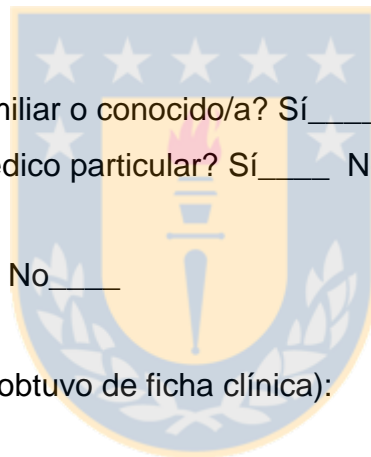 miliar o conocido/a? Sí____
édico particular? Sí____ N
No____
obtuvo de ficha clínica):